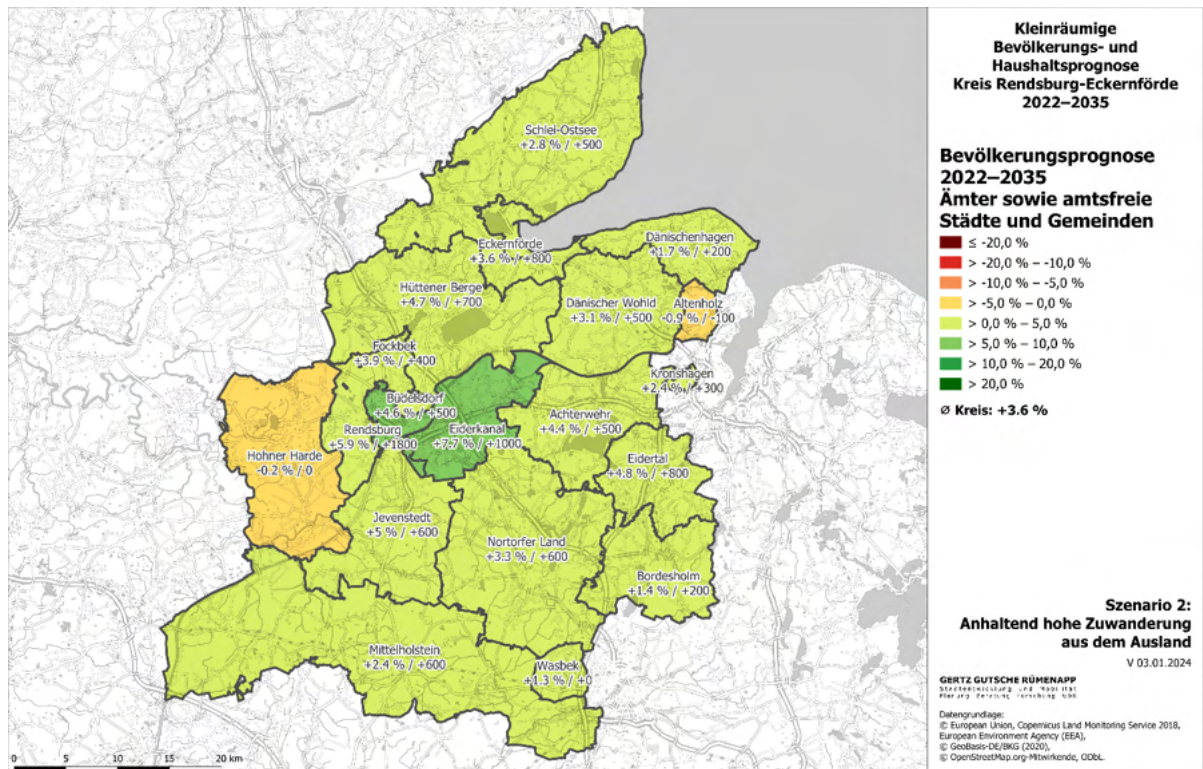 Kleinräumige
Bevölkerungs- und
Haushaltsprognose
Kreis Rendsburg-Eckernförde
2022–2035
Bevölkerungsprognose
2022–2035
Ämter sowie amtsfreie
Städte und Gemeinden
≤ -20,0 %
> -20,0 % – -10,0 %
> -10,0 % – -5,0 %
> -5,0 % – 0,0 %
> 0,0 % – 5,0 %
> 5,0 % – 10,0 %
> 10,0 % – 20,0 %
> 20,0 %
Ø Kreis: +3.6 %
Schlei-Ostsee
+2.8 % / +500
Eckernförde
+3.6 % / +800
Dänischenhagen
+1.7 % / +200
Hüttener Berge
+4.7 % / +700
Dänischer Wohld
+3.1 % / +500
Altenholz
-0.9 % / -100
Fockbek
+3.9 % / +400
Kronshagen
+2.4 % / +300
Büdelsdorf
+4.6 % / +500
Achterwehr
+4.4 % / +500
Rendsburg
+5.9 % / +1800
Eiderkanal
+7.7 % / +1000
Hohner Harde
-0.2 % / 0
Eidertal
+4.8 % / +800
Jevenstedt
+5 % / +600
Nortorfer Land
+3.3 % / +600
Bordesholm
+1.4 % / +200
Mittelholstein
+2.4 % / +600
Wasbek
+1.3 % / +0
0 5 10 15 20 km
Szenario 2:
Anhaltend hohe Zuwanderung
aus dem Ausland
V 03.01.2024
GERTZ GUTSCHE RÜMENAPP
Stadtentwicklung und Mobilität
Planung Beratung Forschung GbR
Datengrundlage:
© European Union, Copernicus Land Monitoring Service 2018,
European Environment Agency (EEA),
© GeoBasis-DE/BKG (2020),
© OpenStreetMap.org-Mitwirkende, ODbL.